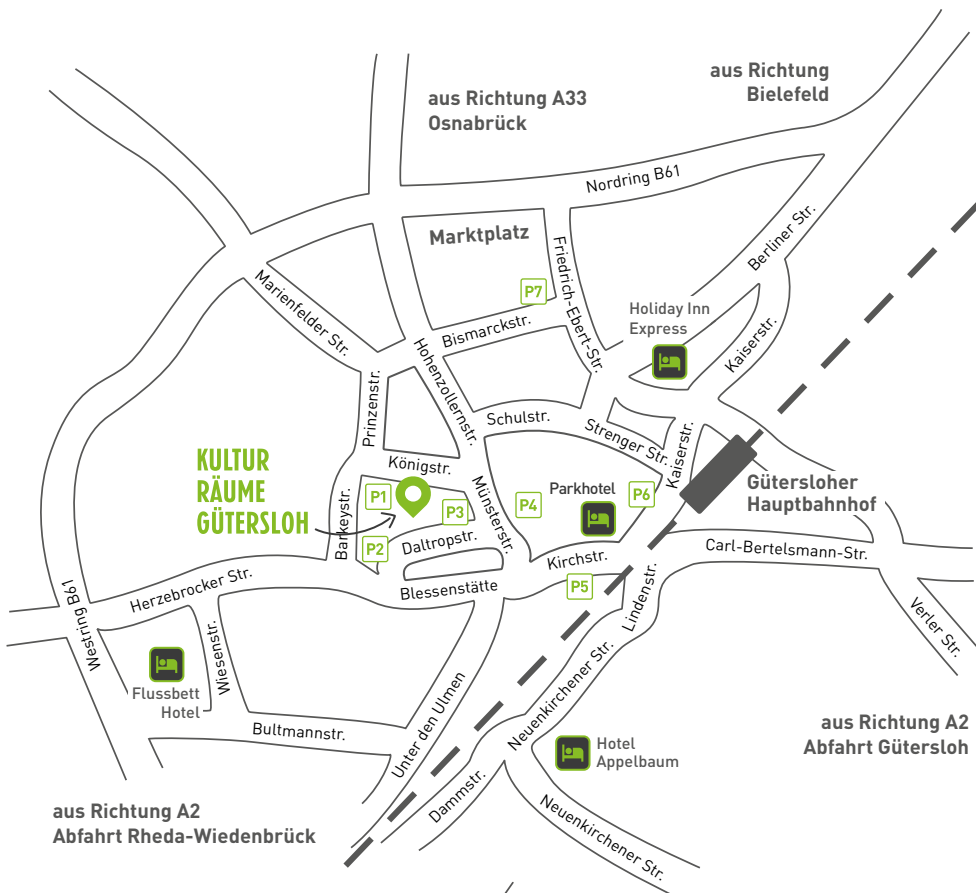 aus Richtung
Bielefeld
aus Richtung A33
Osnabrück
Nordring B61
Marktplatz
Berliner Str.
Friedrich-Ebert-Str.
P7
Marienfelder Str.
Bismarckstr.
Holiday Inn
Express
Kaiserstr.
Hohenzollernstr.
Prinzenstr.
Schulstr.
Strenger Str.
Kaiserstr.
KULTUR
RÄUME
GÜTERSLOH
Königstr.
P1
P3
P2
Barkeystr.
Daltropstr.
Münsterstr.
P4
Parkhotel
P6
Gütersloher
Hauptbahnhof
Kirchstr.
Carl-Bertelsmann-Str.
P5
Blessenstätte
Herzebrocker Str.
Lindenstr.
Verler Str.
Westring B61
Wiesenstr.
Flussbett
Hotel
Bultmannstr.
Unter den Ulmen
Neuenkirchener Str.
Dammstr.
Hotel
Appelbaum
Neuenkirchener Str.
aus Richtung A2
Abfahrt Gütersloh
aus Richtung A2
Abfahrt Rheda-Wiedenbrück